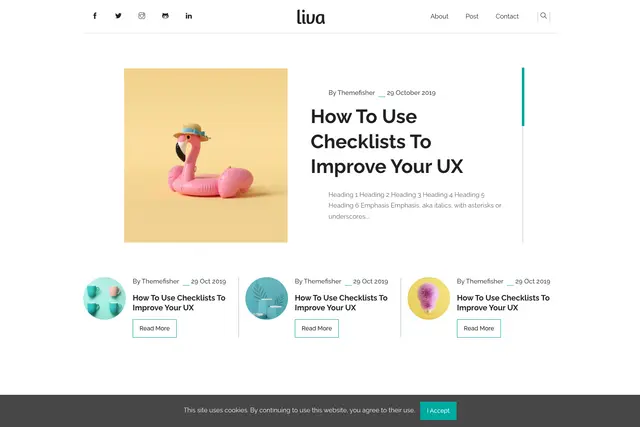 liva
About Post Contact
By Themefisher __ 29 October 2019
How To Use
Checklists To
Improve Your UX
Heading 1 Heading 2 Heading 3 Heading 4 Heading 5
Heading 6 Emphasis Emphasis, aka italics, with asterisks or
underscores...
By Themefisher __ 29 Oct 2019
How To Use Checklists To
Improve Your UX
Read More
By Themefisher __ 29 Oct 2019
How To Use Checklists To
Improve Your UX
Read More
By Themefisher __ 29 Oct 2019
How To Use Checklists To
Improve Your UX
Read More
This site uses cookies. By continuing to use this website, you agree to their use. I Accept